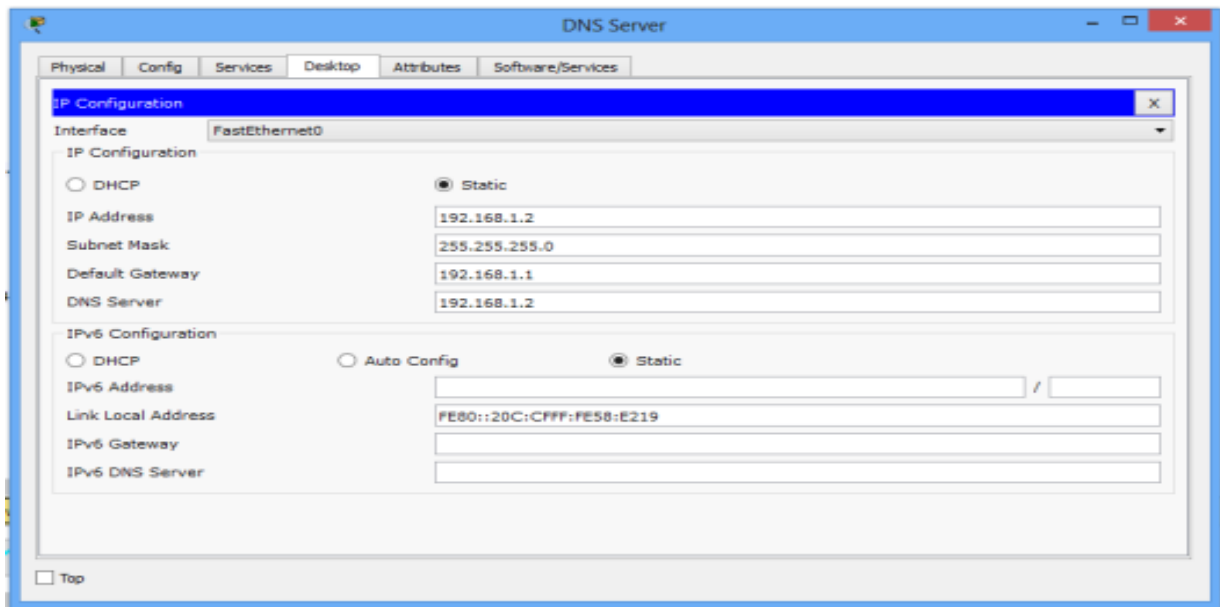 DNS Server
Physical Config Services Desktop Attributes Software/Services
IP Configuration
Interface FastEthernet0
IP Configuration
DHCP Static
IP Address 192.168.1.2
Subnet Mask 255.255.255.0
Default Gateway 192.168.1.1
DNS Server 192.168.1.2
IPv6 Configuration
DHCP Auto Config Static
IPv6 Address /
Link Local Address FE80::20C:CFFF:FE58:E219
IPv6 Gateway
IPv6 DNS Server
Top